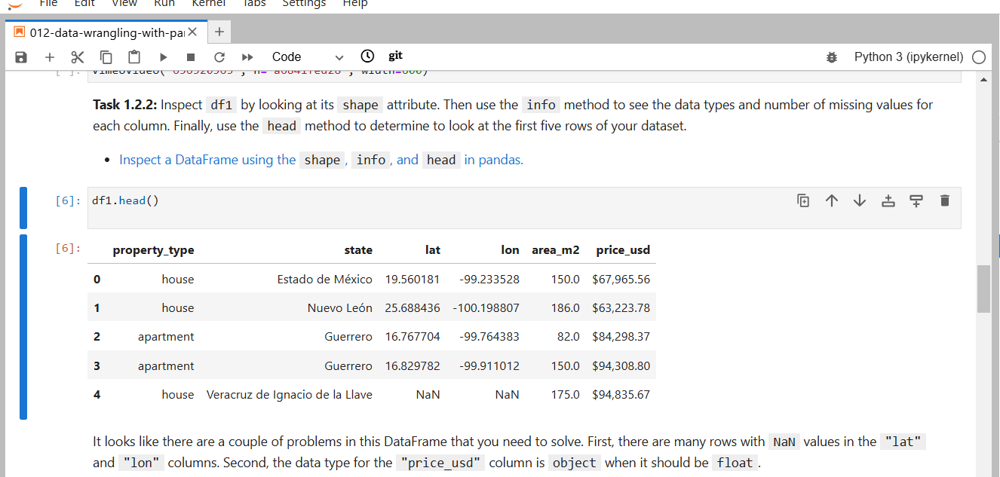 File Edit View Run Kernel Tabs Settings Help
012-data-wrangling-with-pa
Code git Python 3 (ipykernel)
Task 1.2.2: Inspect df1 by looking at its shape attribute. Then use the info method to see the data types and number of missing values for
each column. Finally, use the head method to determine to look at the first five rows of your dataset.
• Inspect a DataFrame using the shape, info, and head in pandas.
[6]: df1.head()
[6]: property_type state lat lon area_m2 price_usd
0 house Estado de México 19.560181 -99.233528 150.0 $67,965.56
1 house Nuevo León 25.688436 -100.198807 186.0 $63,223.78
2 apartment Guerrero 16.767704 -99.764383 82.0 $84,298.37
3 apartment Guerrero 16.829782 -99.911012 150.0 $94,308.80
4 house Veracruz de Ignacio de la Llave NaN NaN 175.0 $94,835.67
It looks like there are a couple of problems in this DataFrame that you need to solve. First, there are many rows with NaN values in the "lat"
and "lon" columns. Second, the data type for the "price_usd" column is object when it should be float.